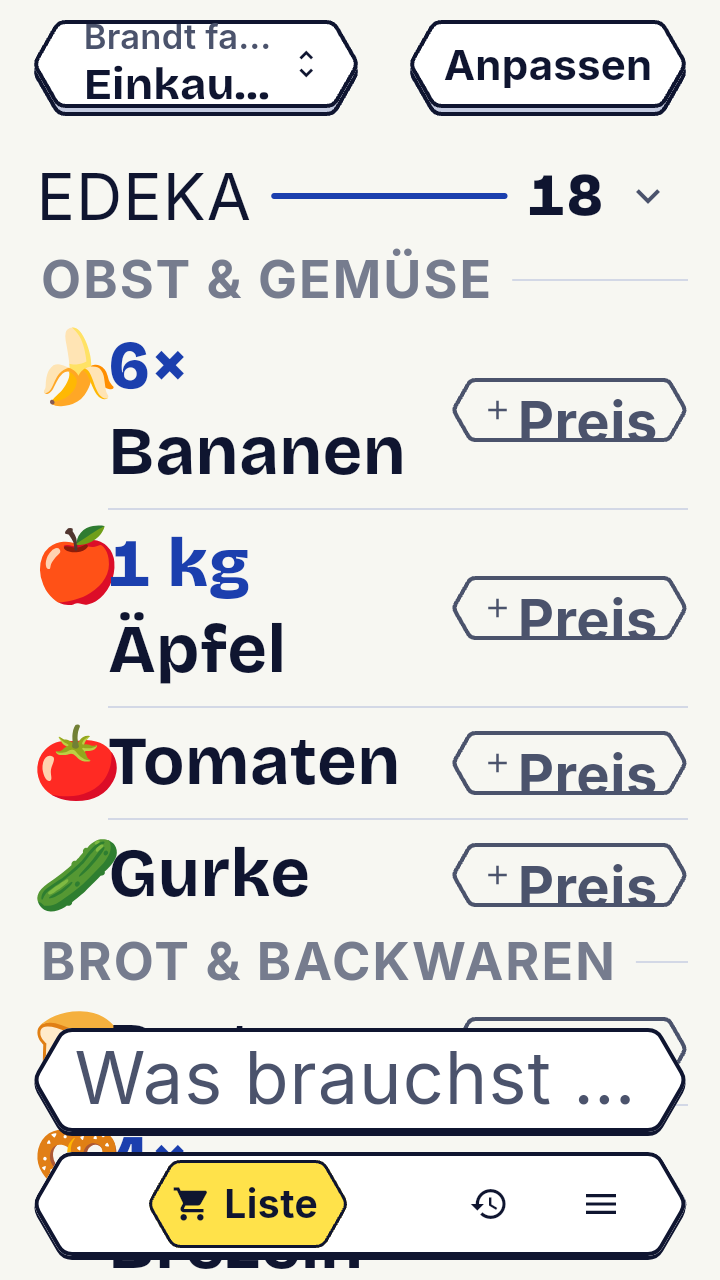 Brandt fa...
Einkau...
Anpassen
EDEKA 18
OBST & GEMÜSE
6×
Bananen
+ Preis
1 kg
Äpfel
+ Preis
Tomaten
+ Preis
Gurke
+ Preis
BROT & BACKWAREN
Was brauchst ...
4×
Liste